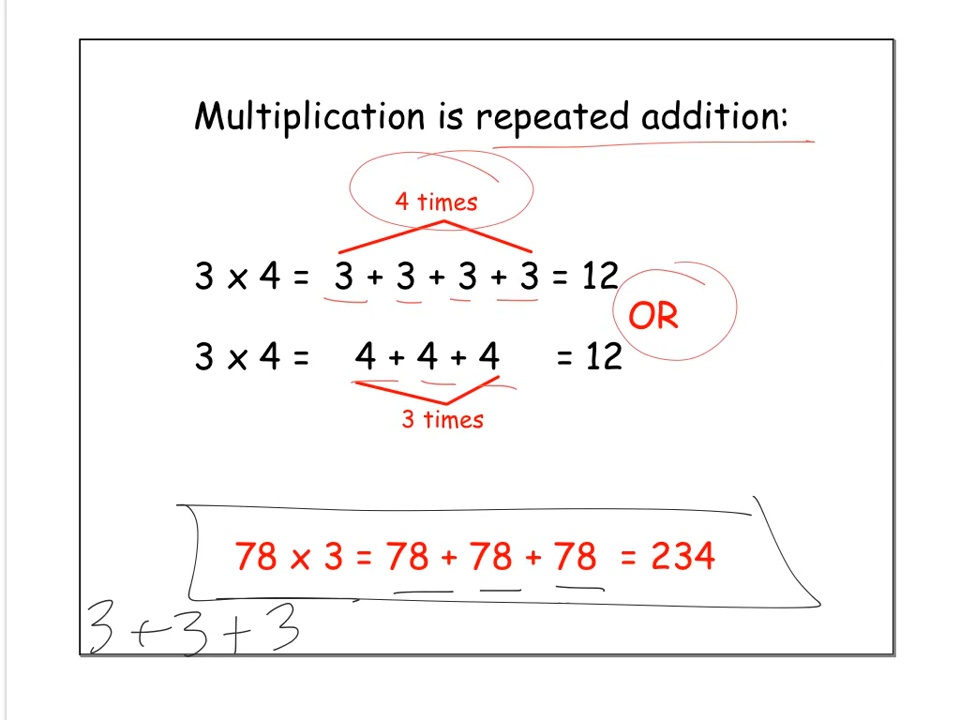 Multiplication is repeated addition:
4 times
3 x 4 = 3 + 3 + 3 + 3 = 12
OR
3 x 4 = 4 + 4 + 4 = 12
3 times
78 x 3 = 78 + 78 + 78 = 234
3 + 3 + 3